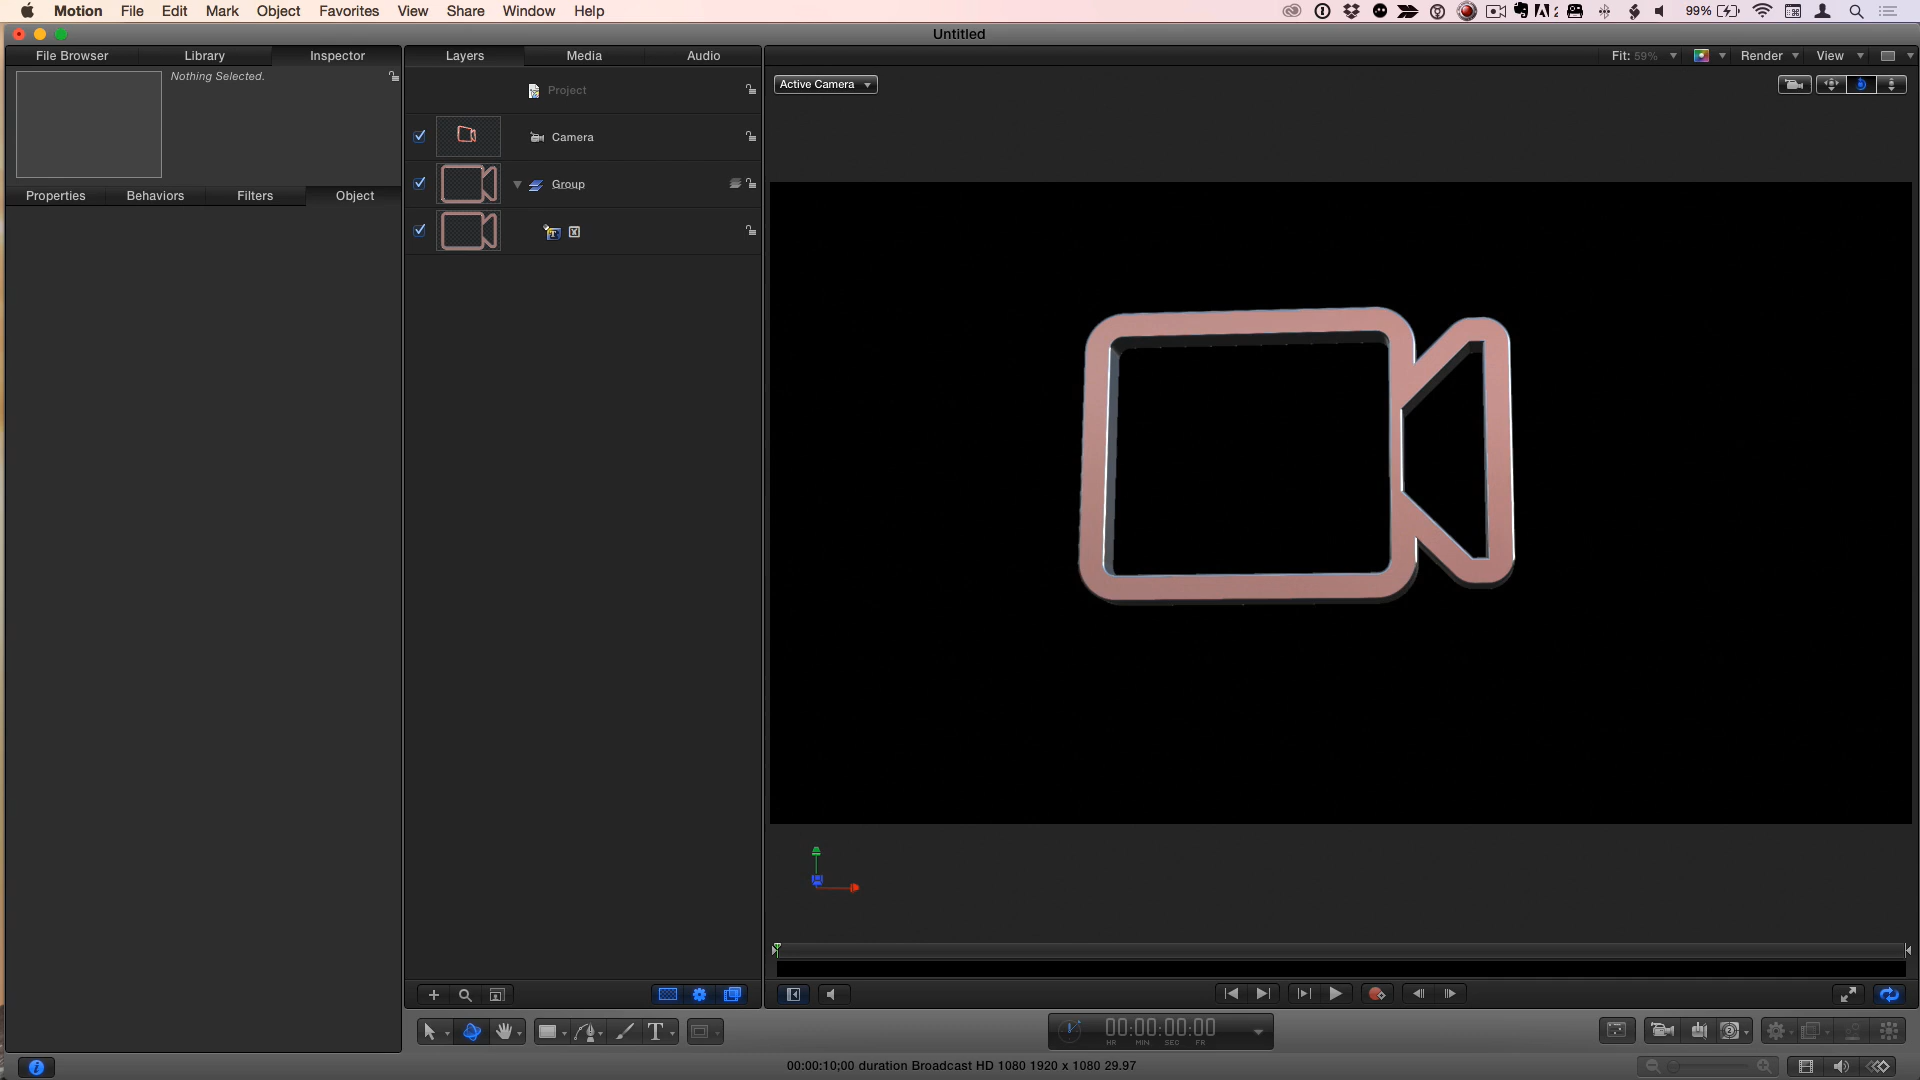 Motion File Edit Mark Object Favorites View Share Window Help
2 99%
Untitled
File Browser Library Inspector Layers Media Audio Fit: 59% Render View
Nothing Selected.
Active Camera
Project
Camera
Group
Properties Behaviors Filters Object
T
00:00:00:00
HR MIN SEC FR
00:00:10;00 duration Broadcast HD 1080 1920 x 1080 29.97